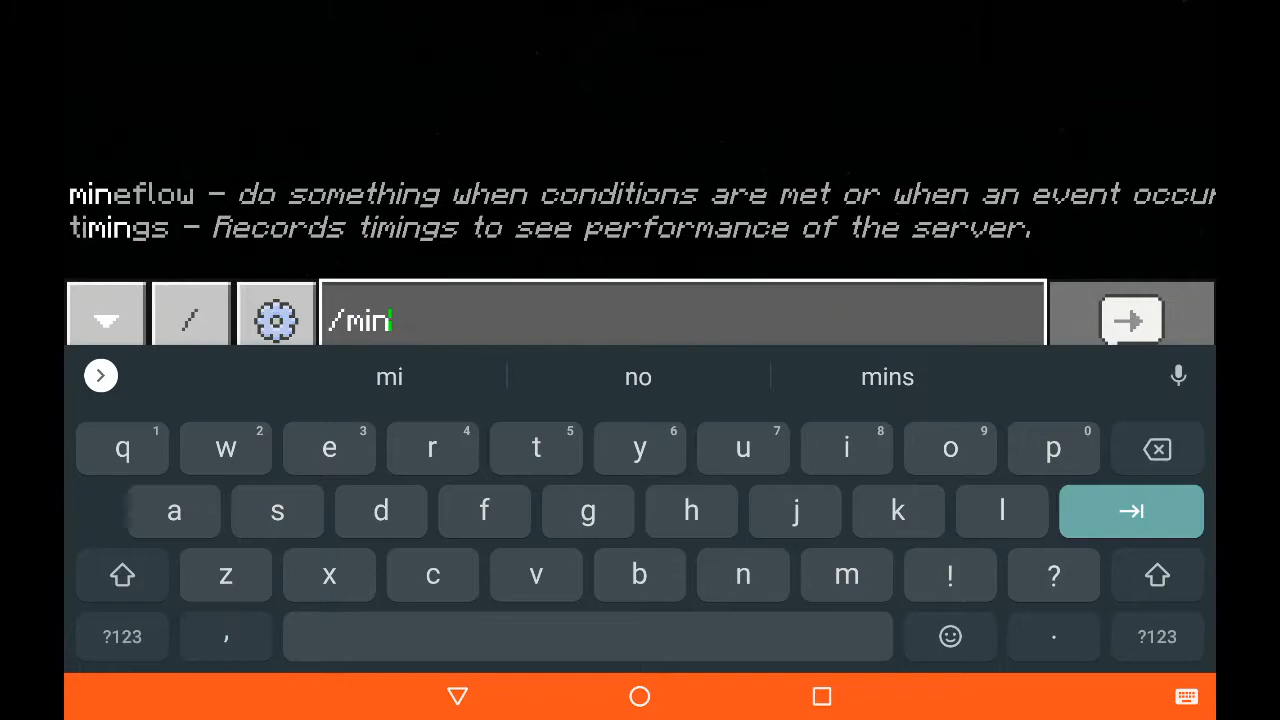 mineflow - do something when conditions are met or when an event occur
timings - Records timings to see performance of the server.
/
/min
mi no mins
q 1 w 2 e 3 r 4 t 5 y 6 u 7 i 8 o 9 p 0
a s d f g h j k l
z x c v b n m ! ?
?123 , . ?123